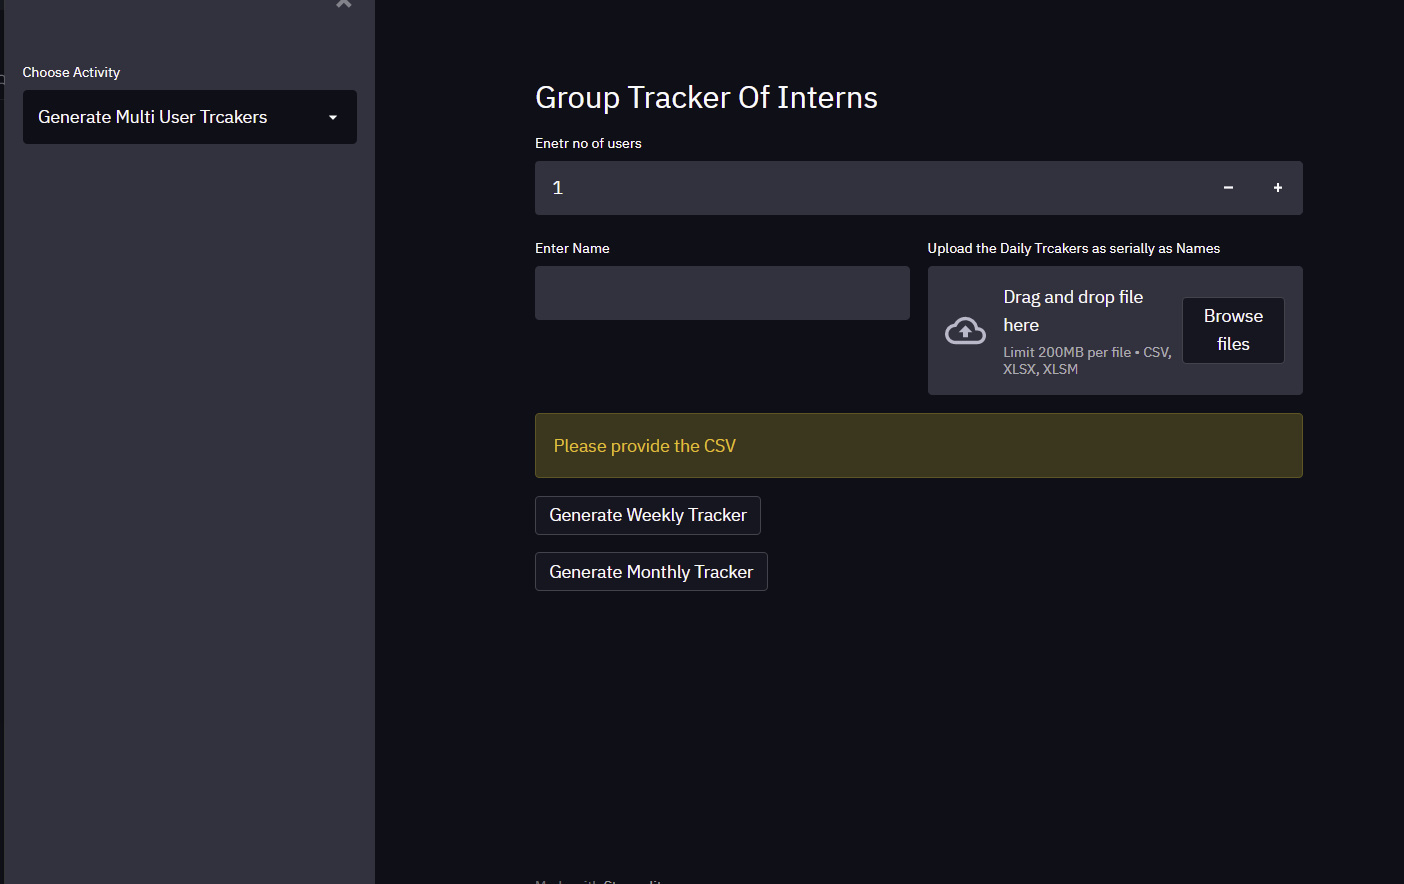 Choose Activity
Generate Multi User Trcakers
Group Tracker Of Interns
Enetr no of users
1
Enter Name
Upload the Daily Trcakers as serially as Names
Drag and drop file
here
Limit 200MB per file • CSV,
XLSX, XLSM
Browse
files
Please provide the CSV
Generate Weekly Tracker
Generate Monthly Tracker